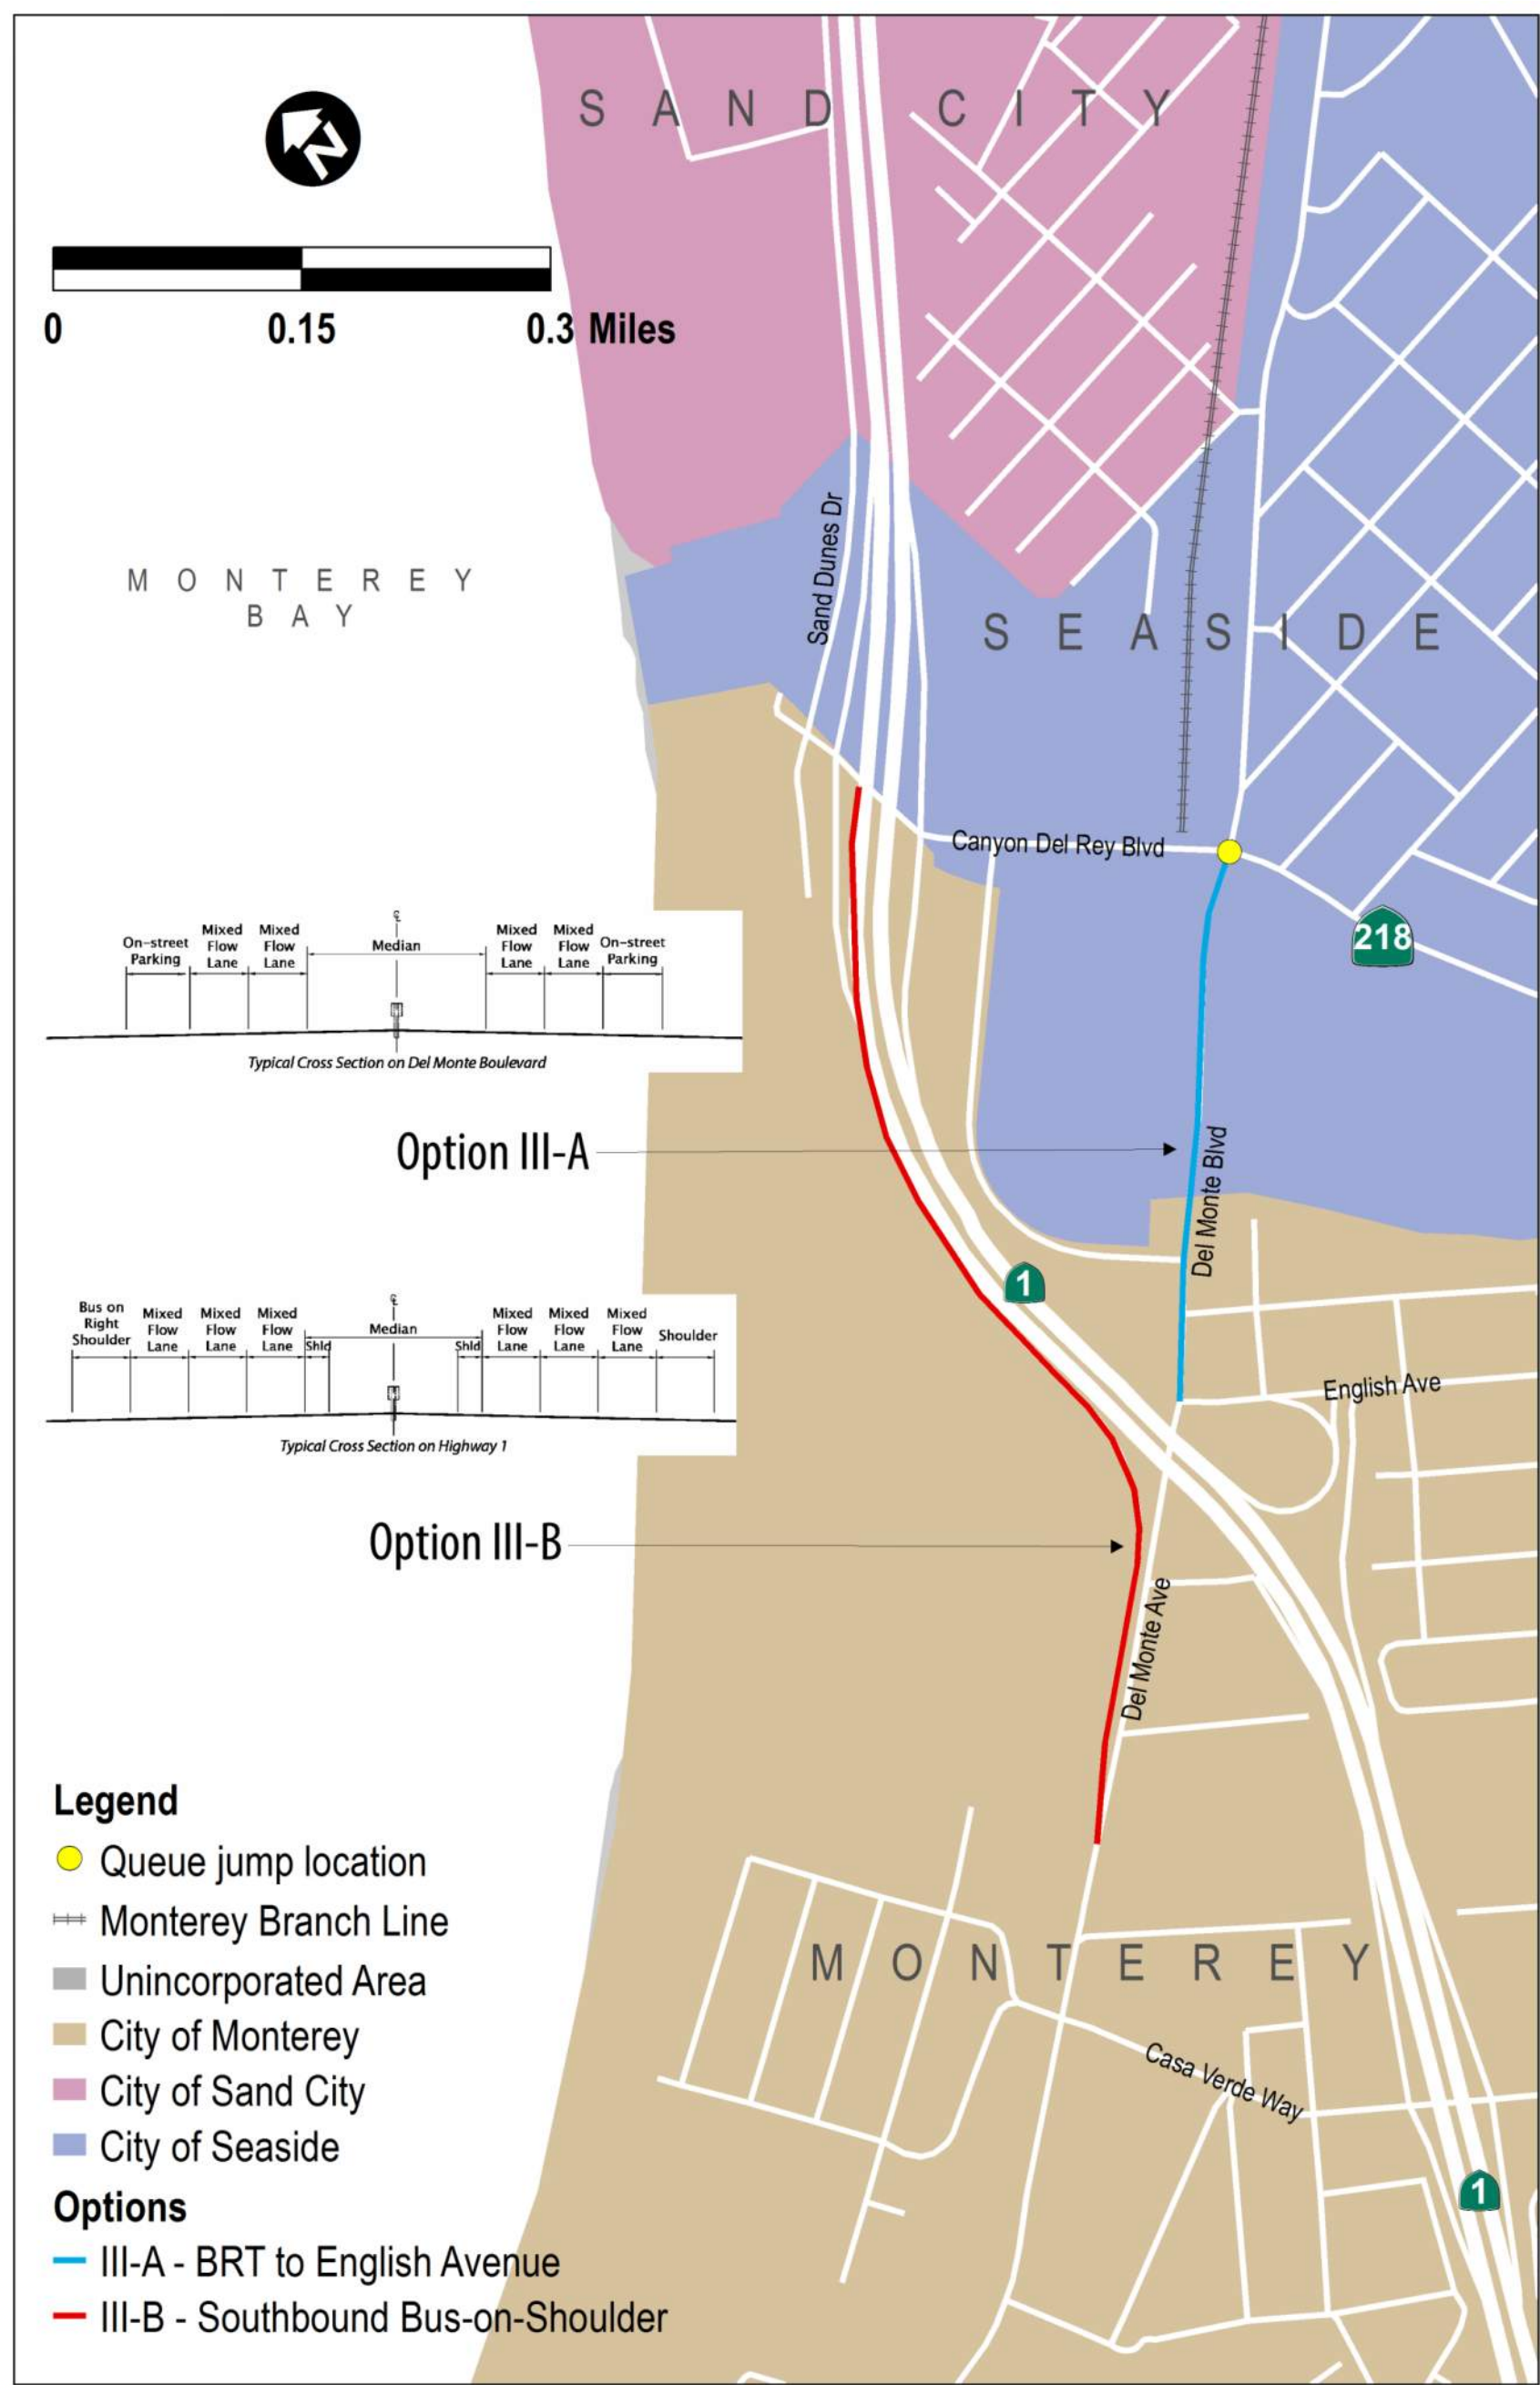 N
S A N D C I T Y
0 0.15 0.3 Miles
M O N T E R E Y
B A Y
Sand Dunes Dr
S E A S I D E
Canyon Del Rey Blvd
218
On-street
Parking
Mixed
Flow
Lane
Mixed
Flow
Lane
Median
Mixed
Flow
Lane
Mixed
Flow
Lane
On-street
Parking
Typical Cross Section on Del Monte Boulevard
Option III-A
Del Monte Blvd
1
Bus on
Right
Shoulder
Mixed
Flow
Lane
Mixed
Flow
Lane
Mixed
Flow
Lane
Shld
Median
Shld
Mixed
Flow
Lane
Mixed
Flow
Lane
Mixed
Flow
Lane
Shoulder
Typical Cross Section on Highway 1
English Ave
Option III-B
Del Monte Ave
M O N T E R E Y
Casa Verde Way
1
Legend
Queue jump location
Monterey Branch Line
Unincorporated Area
City of Monterey
City of Sand City
City of Seaside
Options
III-A - BRT to English Avenue
III-B - Southbound Bus-on-Shoulder